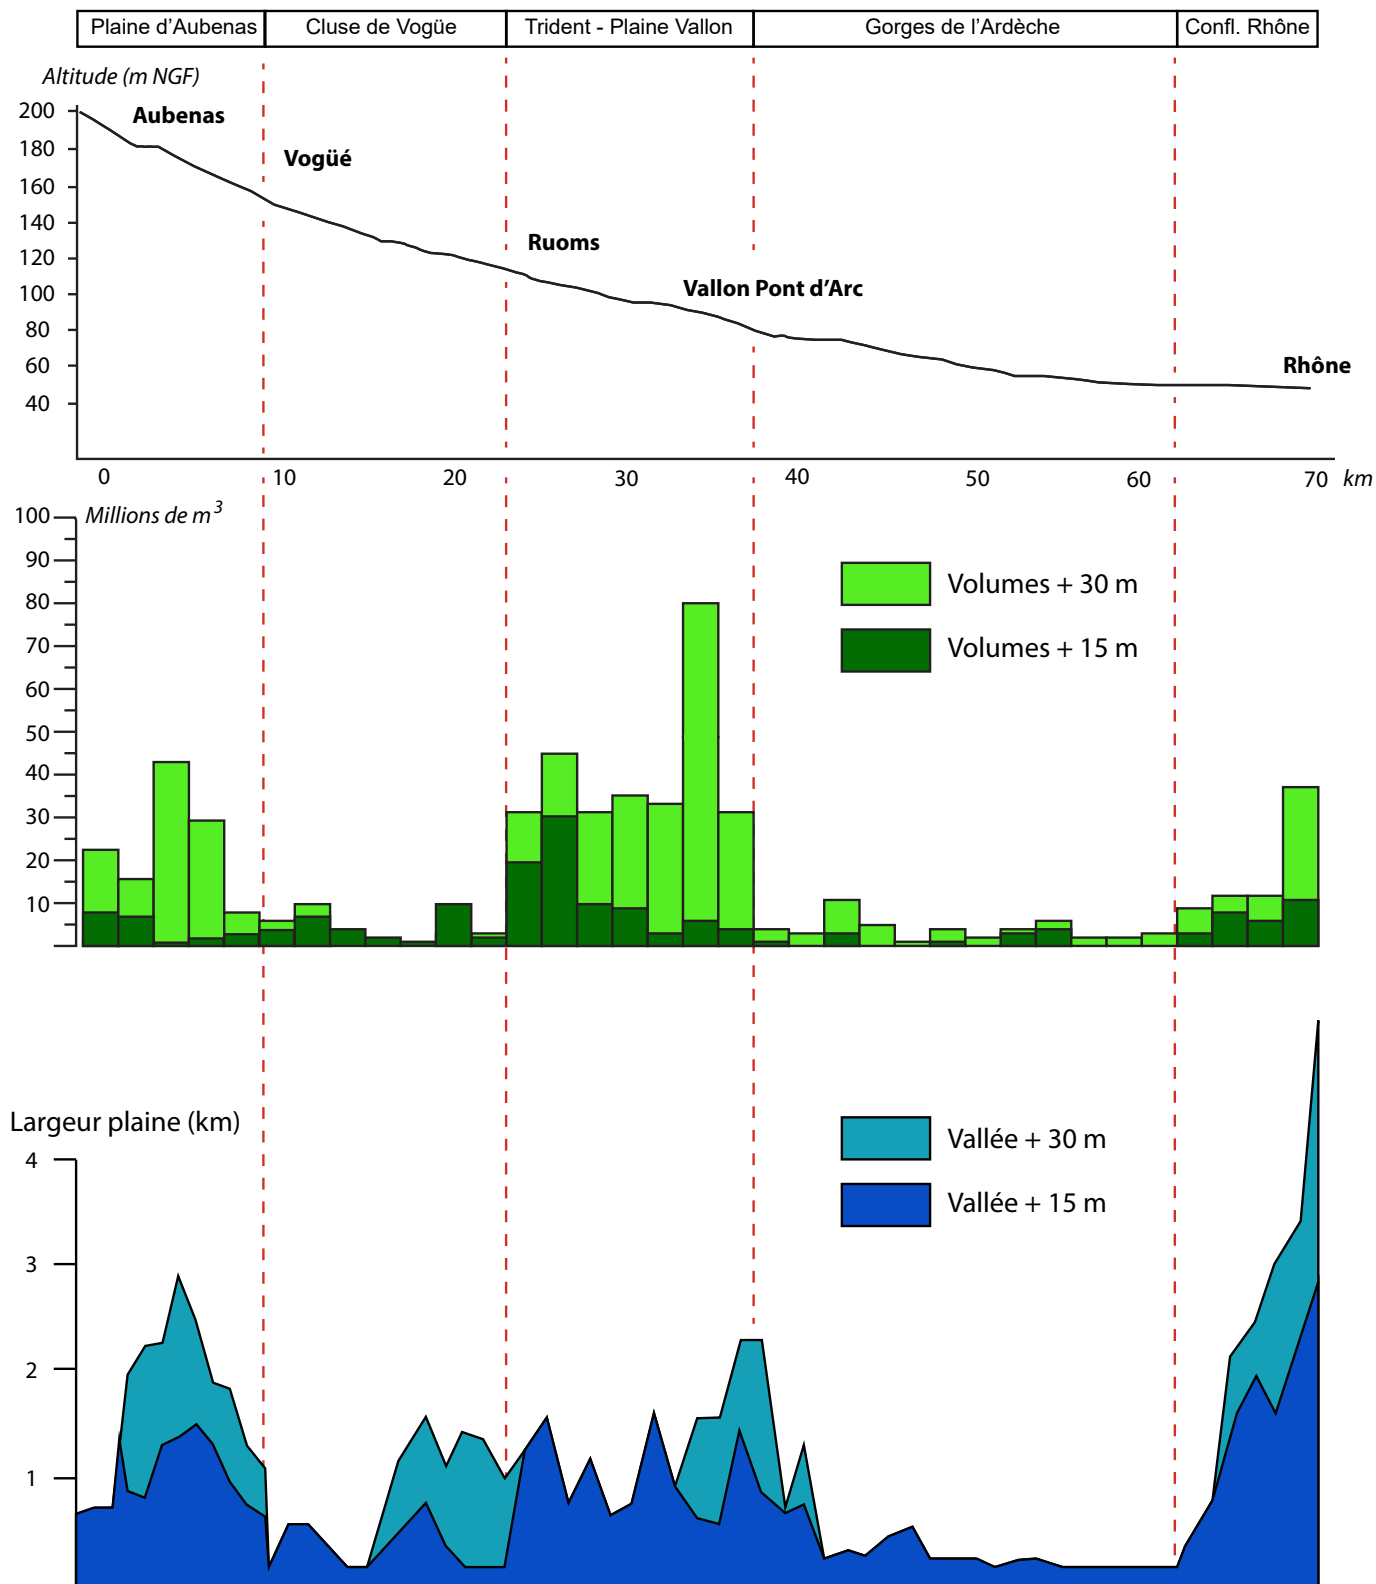 Plaine d'Aubenas Cluse de Vogüe Trident - Plaine Vallon Gorges de l'Ardèche Confl. Rhône
Altitude (m NGF)
200
Aubenas
180
Vogüé
160
140
120
Ruoms
100
Vallon Pont d'Arc
80
60
Rhône
40
0 10 20 30 40 50 60 70 km
100 Millions de m³
90
80
70
60
50
40
30
20
10
Volumes + 30 m
Volumes + 15 m
Largeur plaine (km)
4
3
2
1
Vallée + 30 m
Vallée + 15 m